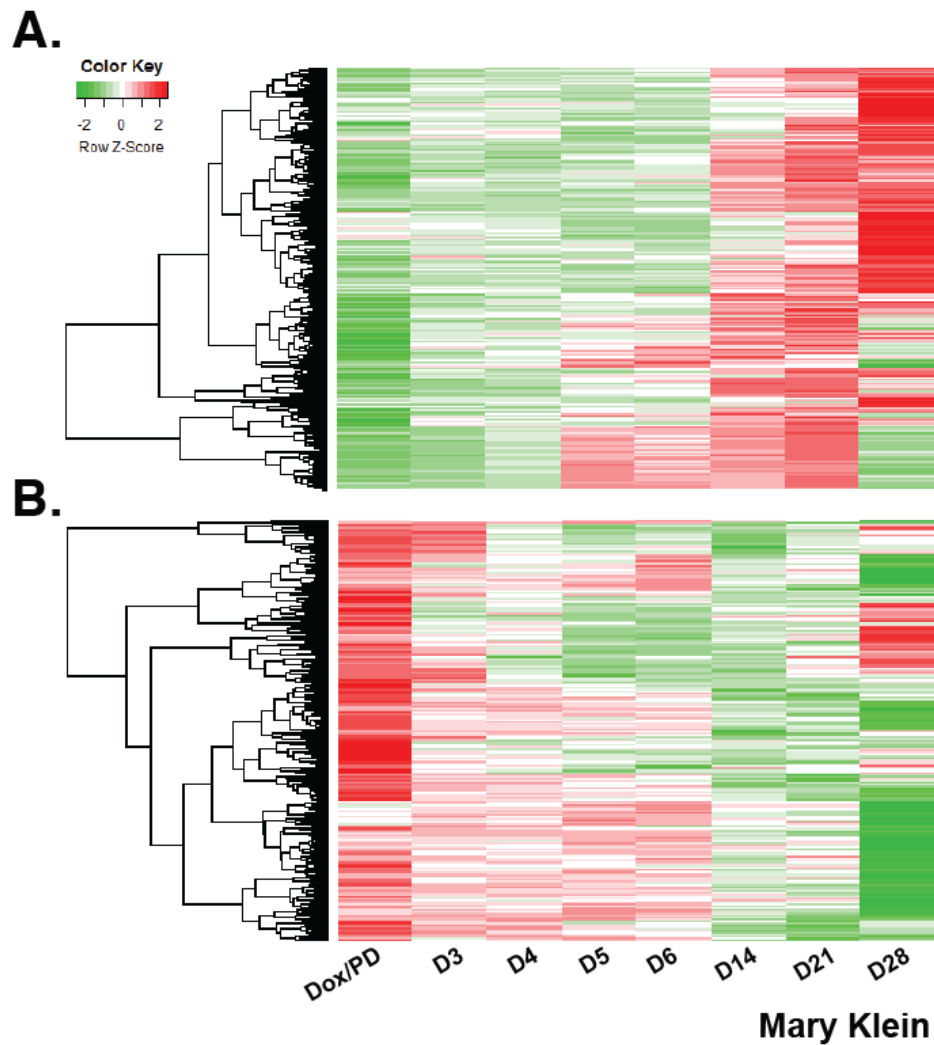 A.
Color Key
-2 0 2
Row Z-Score
B.
Dox/PD D3 D4 D5 D6 D14 D21 D28
Mary Klein